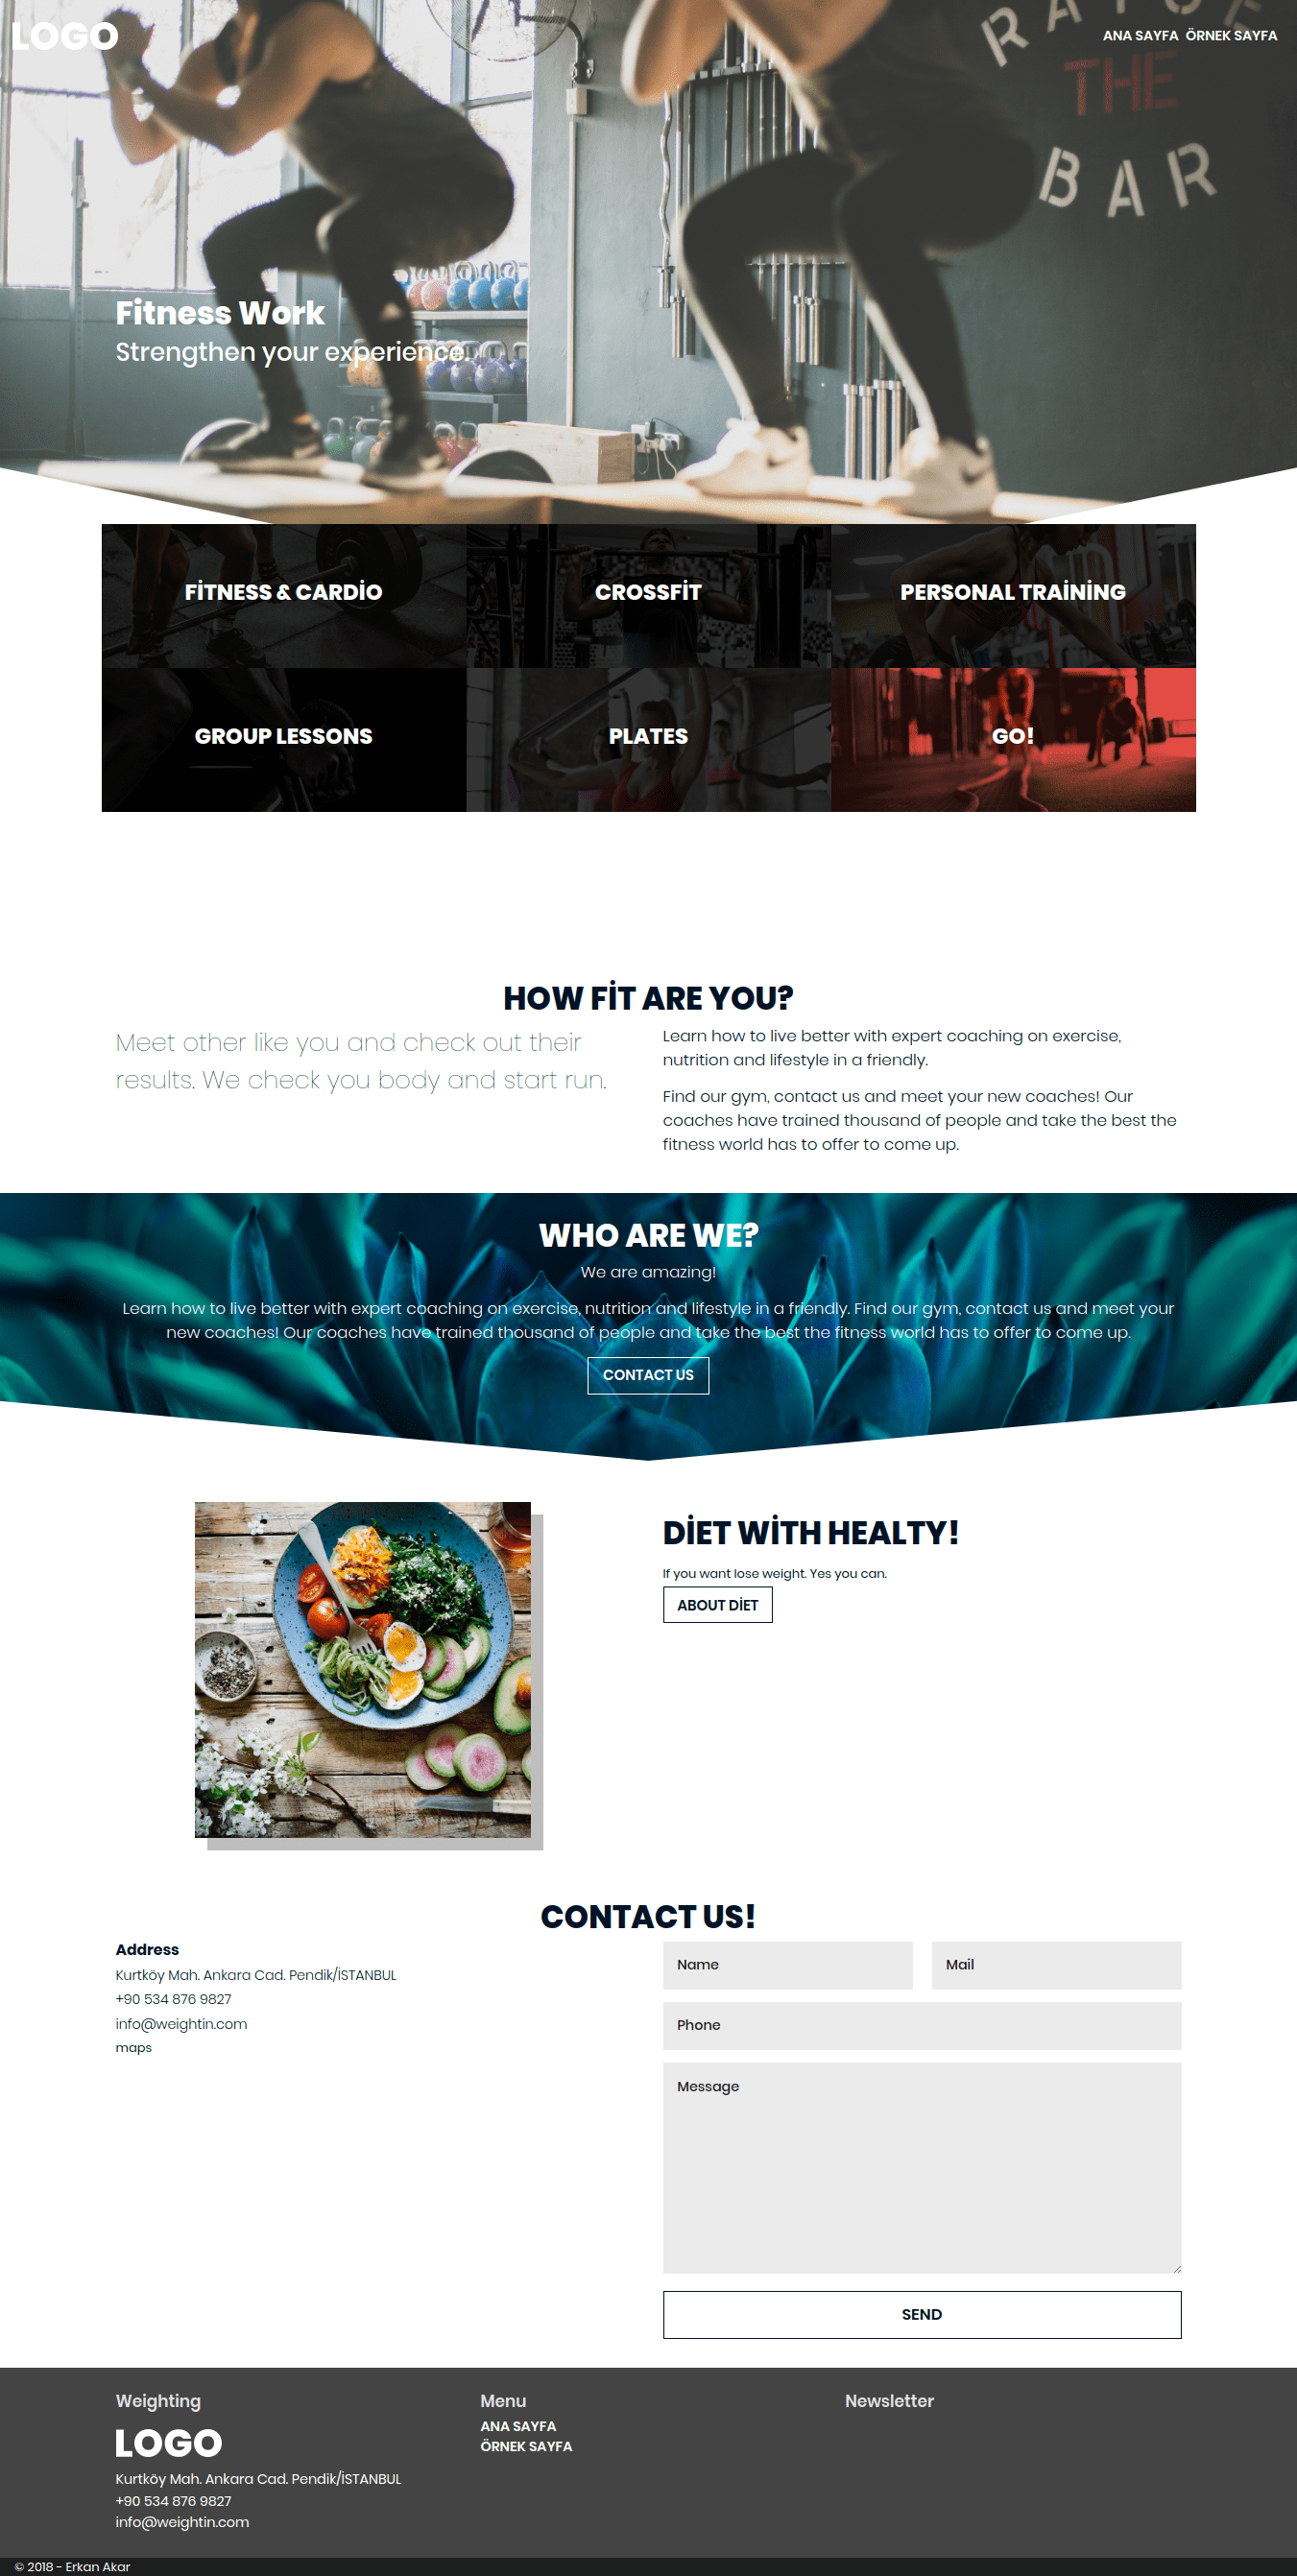 LOGO
ANA SAYFA ÖRNEK SAYFA
RAISE
THE
BAR
Fitness Work
Strengthen your experience.
FİTNESS & CARDİO
CROSSFİT
PERSONAL TRAİNİNG
GROUP LESSONS
PLATES
GO!
HOW FİT ARE YOU?
Meet other like you and check out their
results. We check you body and start run.
Learn how to live better with expert coaching on exercise,
nutrition and lifestyle in a friendly.
Find our gym, contact us and meet your new coaches! Our
coaches have trained thousand of people and take the best the
fitness world has to offer to come up.
WHO ARE WE?
We are amazing!
Learn how to live better with expert coaching on exercise, nutrition and lifestyle in a friendly. Find our gym, contact us and meet your
new coaches! Our coaches have trained thousand of people and take the best the fitness world has to offer to come up.
CONTACT US
DİET WİTH HEALTY!
If you want lose weight. Yes you can.
ABOUT DİET
CONTACT US!
Address
Kurtköy Mah. Ankara Cad. Pendik/İSTANBUL
+90 534 876 9827
info@weightin.com
maps
Name
Mail
Phone
Message
SEND
Weighting
LOGO
Kurtköy Mah. Ankara Cad. Pendik/İSTANBUL
+90 534 876 9827
info@weightin.com
Menu
ANA SAYFA
ÖRNEK SAYFA
Newsletter
© 2018 - Erkan Akar